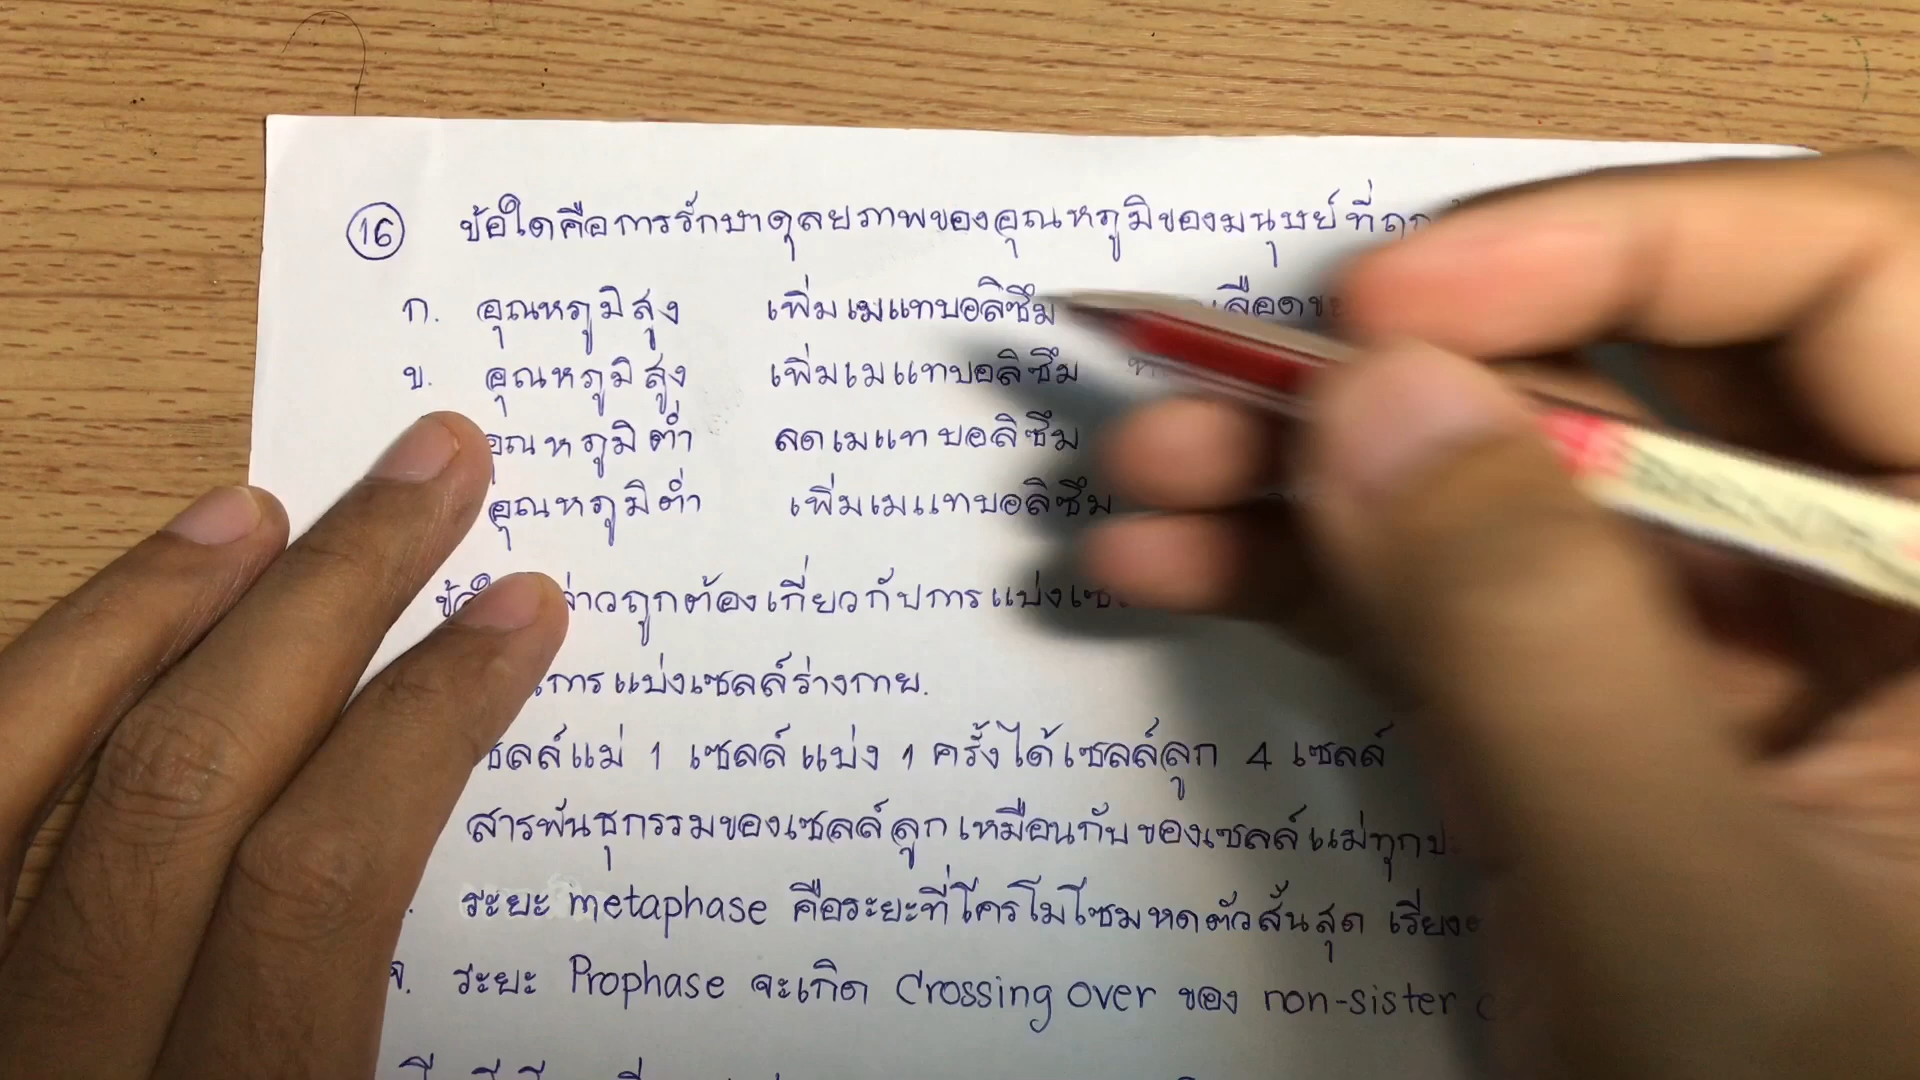 16 ข้อใดคือการรักษาดุลยภาพของอุณหภูมิของมนุษย์ที่
ก. อุณหภูมิสูง เพิ่มเมแทบอลิซึม
ข. อุณหภูมิสูง เพิ่มเมแทบอลิซึม
อุณหภูมิต่ำ ลดเมแทบอลิซึม
อุณหภูมิต่ำ เพิ่มเมแทบอลิซึม
ถูกต้องเกี่ยวกับการแบ่ง
การแบ่งเซลล์ร่างกาย.
เซลล์แม่ 1 เซลล์ แบ่ง 1 ครั้งได้เซลล์ลูก 4 เซลล์
สารพันธุกรรมของเซลล์ลูกเหมือนกับของเซลล์แม่
ระยะ metaphase คือระยะที่โครโมโซมหดตัวสั้นสุด
จ. ระยะ Prophase จะเกิด Crossing over ของ non-sister